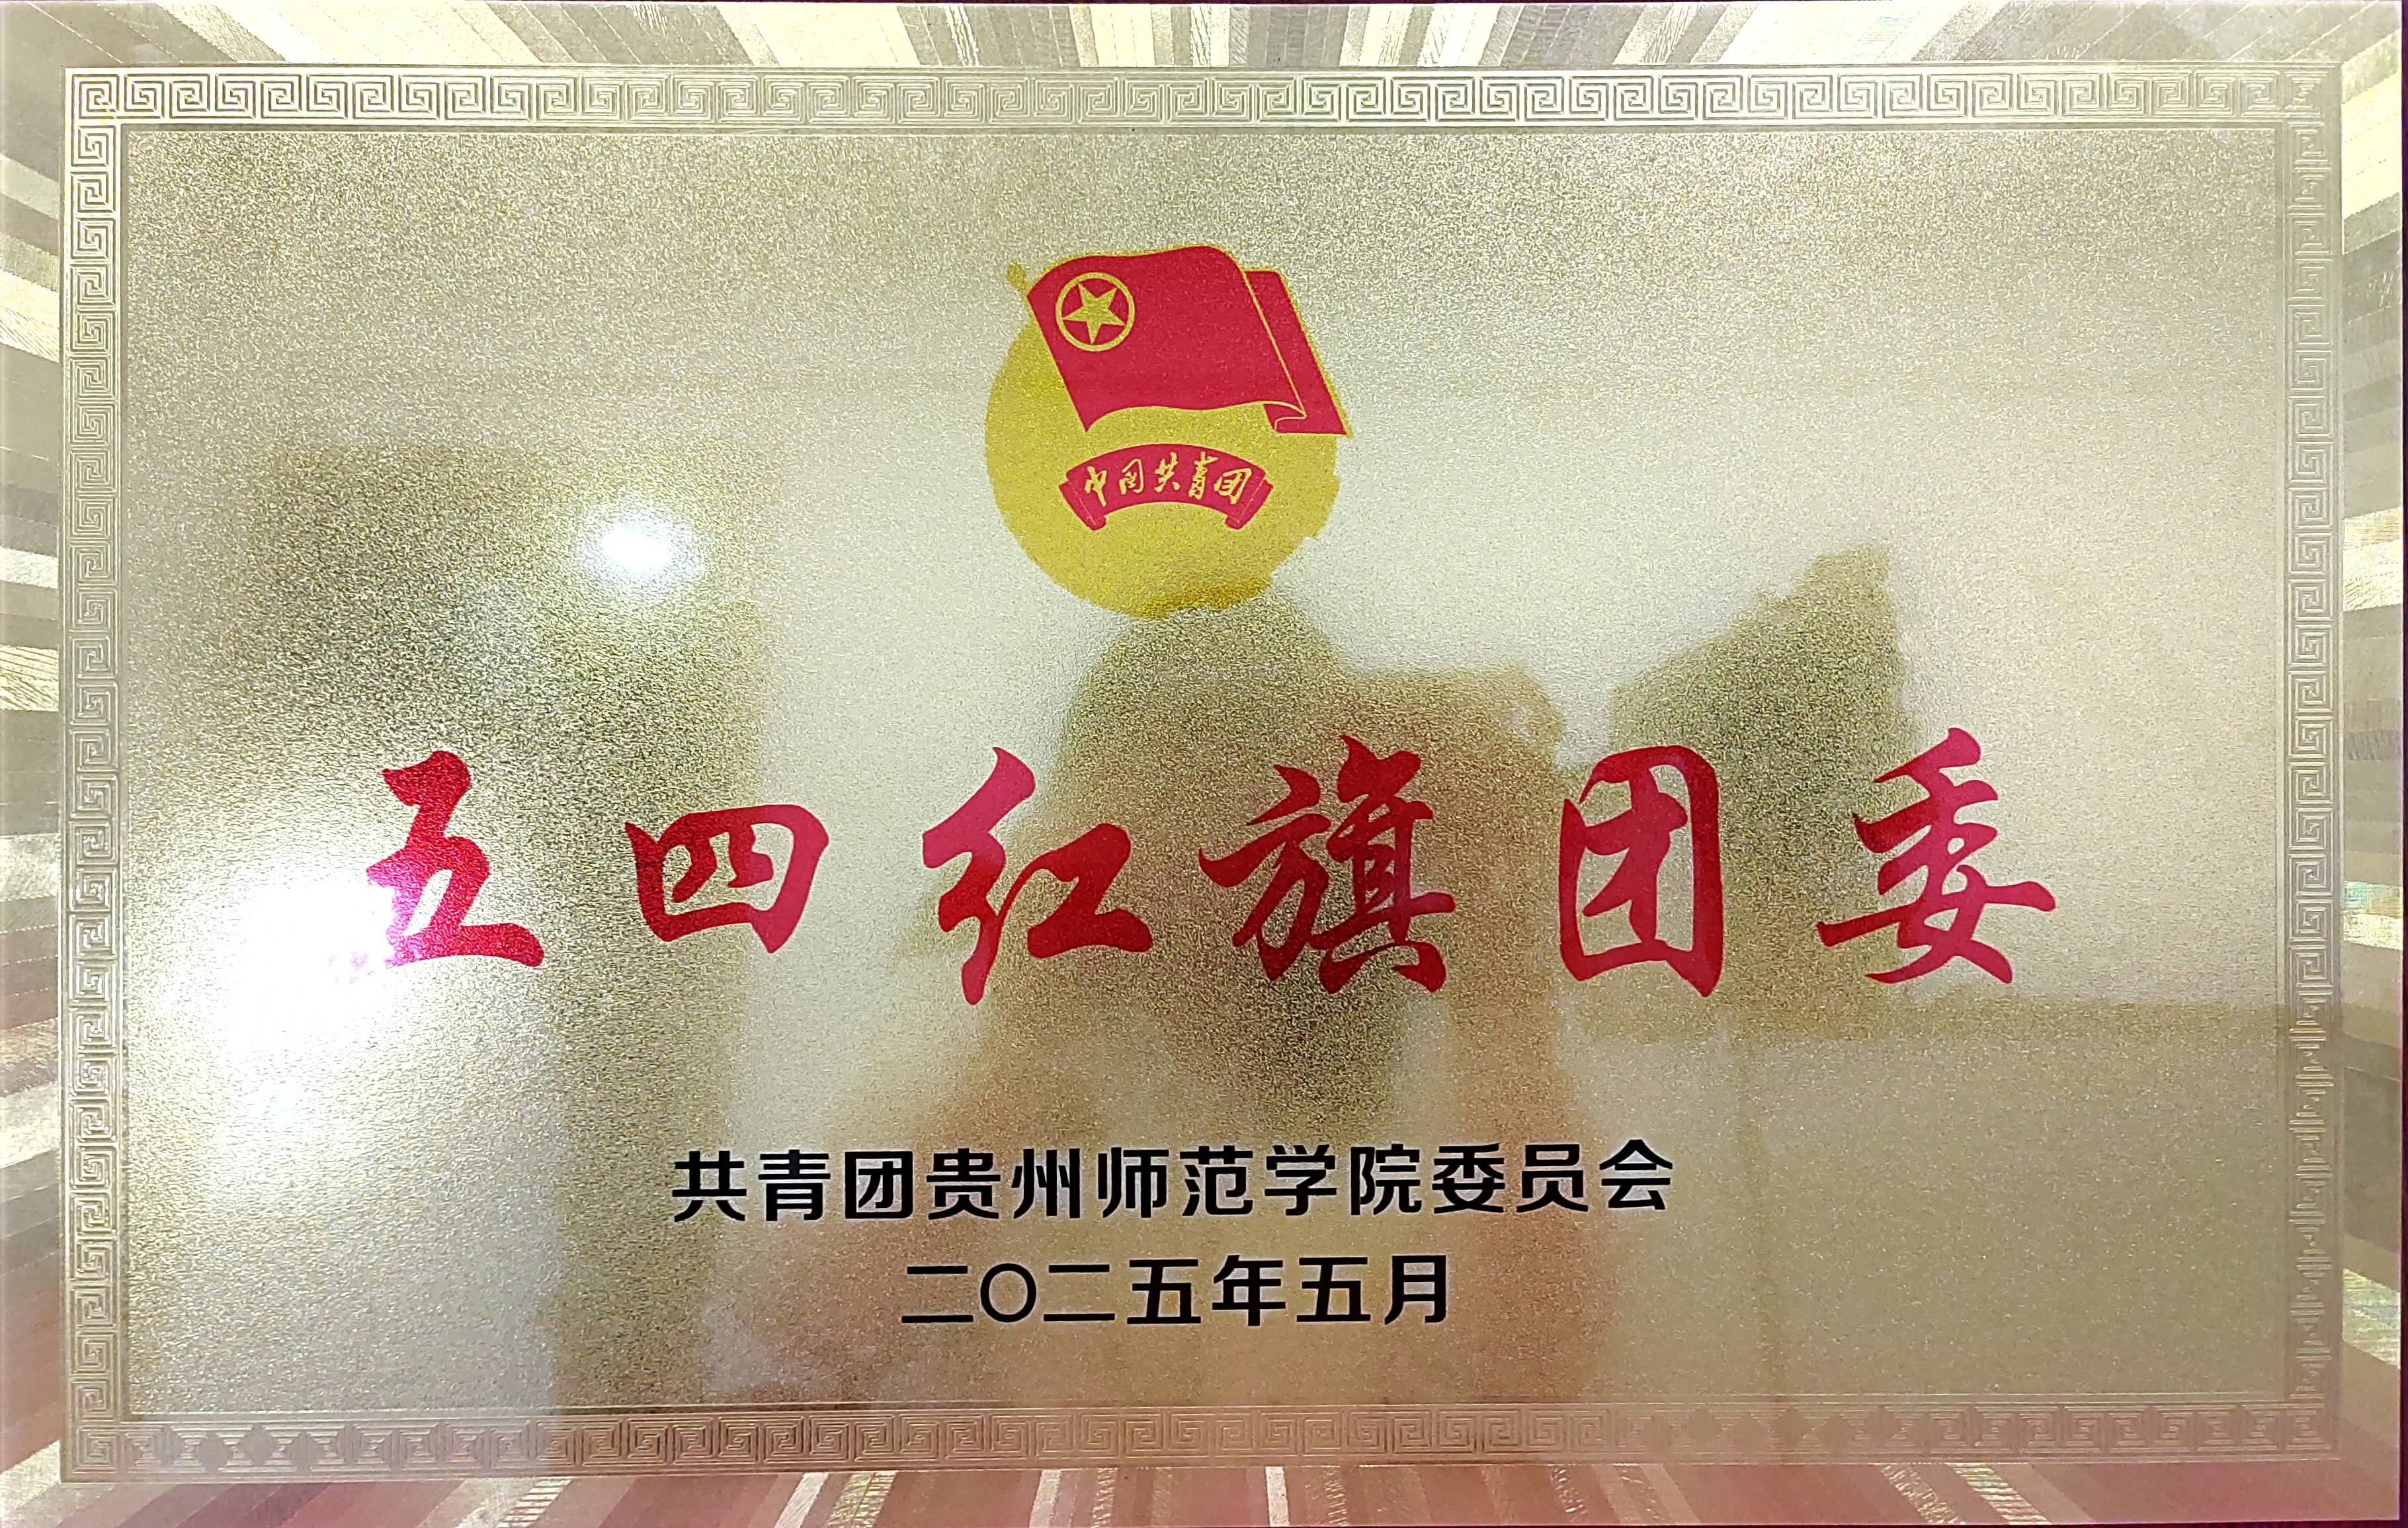 中国共青团
五四红旗团委
共青团贵州师范学院委员会
二〇二五年五月